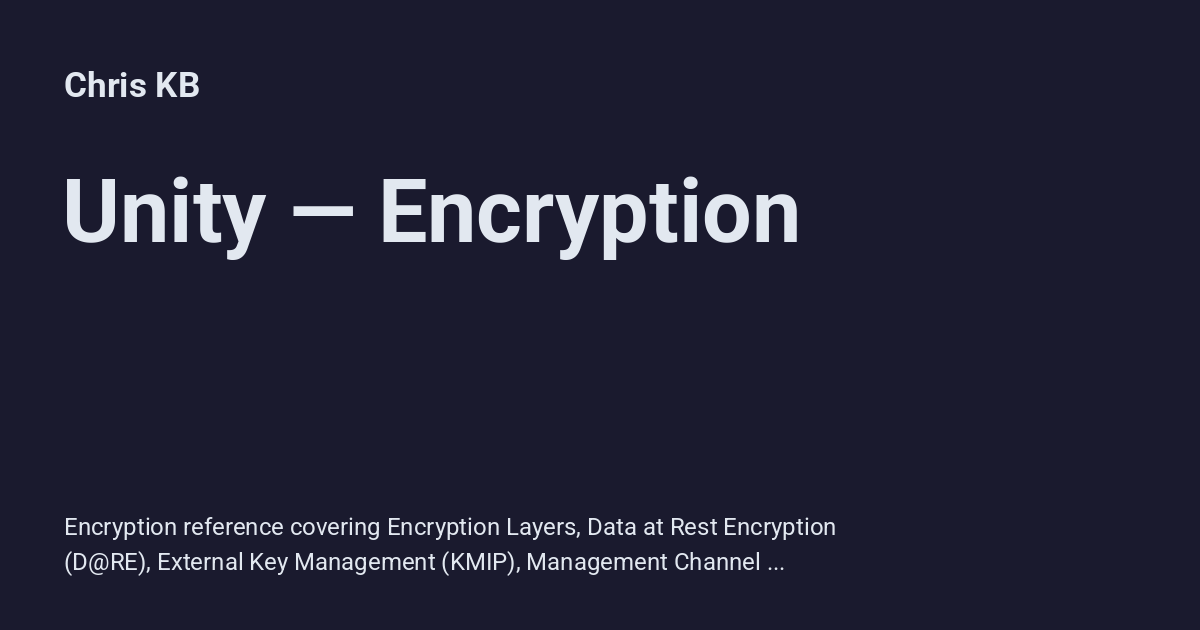 Chris KB
Unity — Encryption
Encryption reference covering Encryption Layers, Data at Rest Encryption
(D@RE), External Key Management (KMIP), Management Channel ...